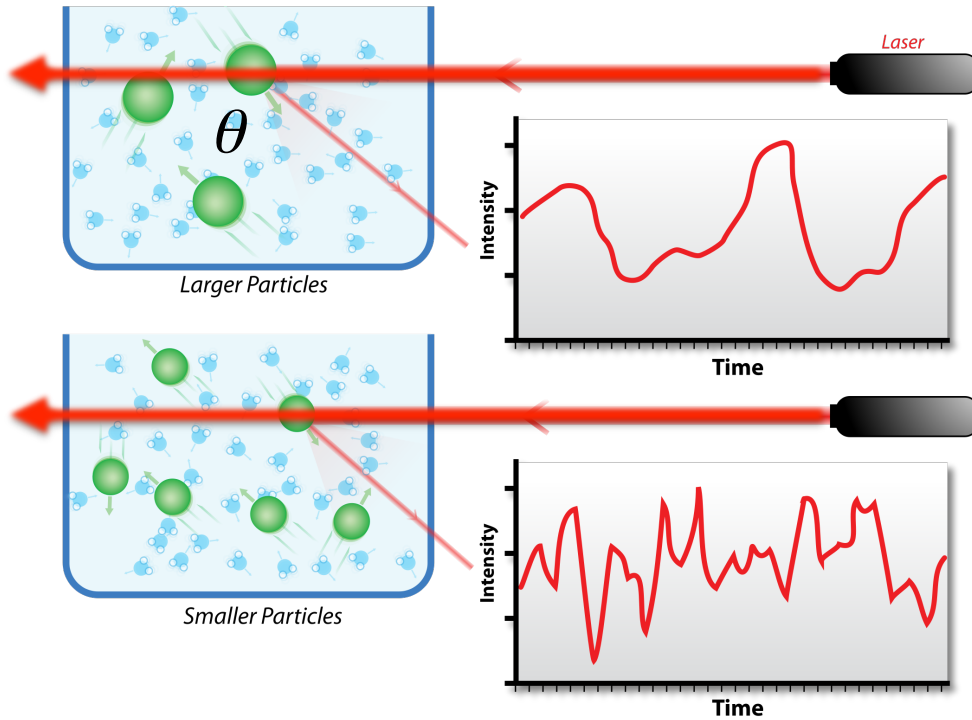 Laser
θ
Intensity
Time
Larger Particles
Intensity
Time
Smaller Particles